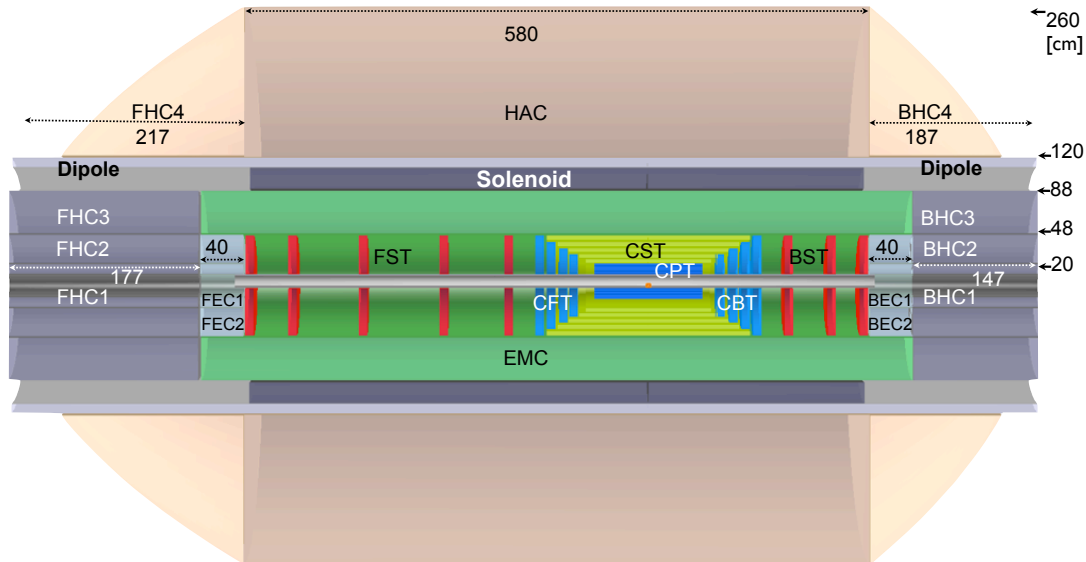 580
260
[cm]
FHC4
217
HAC
BHC4
187
120
Dipole
Solenoid
Dipole
88
FHC3
BHC3
48
FHC2
40
FST
CST
BST
40
BHC2
20
177
CPT
147
FHC1
FEC1
CFT
CBT
BEC1
BHC1
FEC2
BEC2
EMC